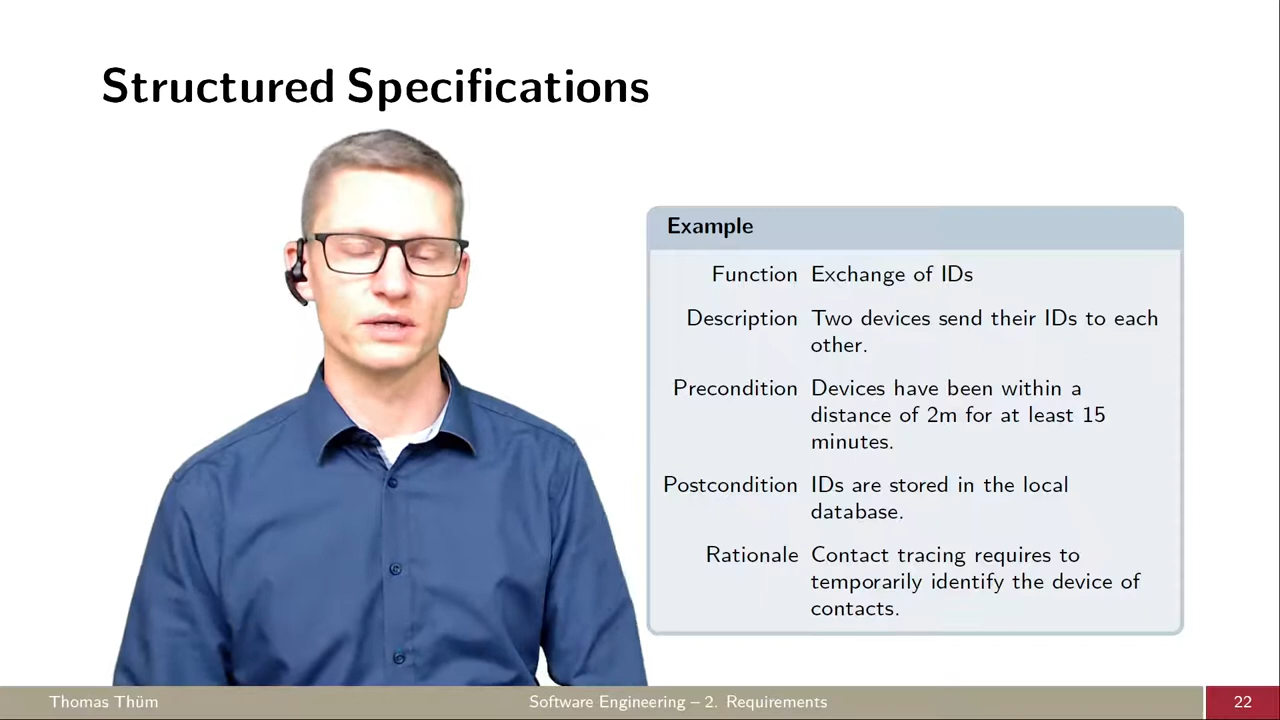 Structured Specifications
Example
Function Exchange of IDs
Description Two devices send their IDs to each
other.
Precondition Devices have been within a
distance of 2m for at least 15
minutes.
Postcondition IDs are stored in the local
database.
Rationale Contact tracing requires to
temporarily identify the device of
contacts.
Thomas Thüm Software Engineering – 2. Requirements 22